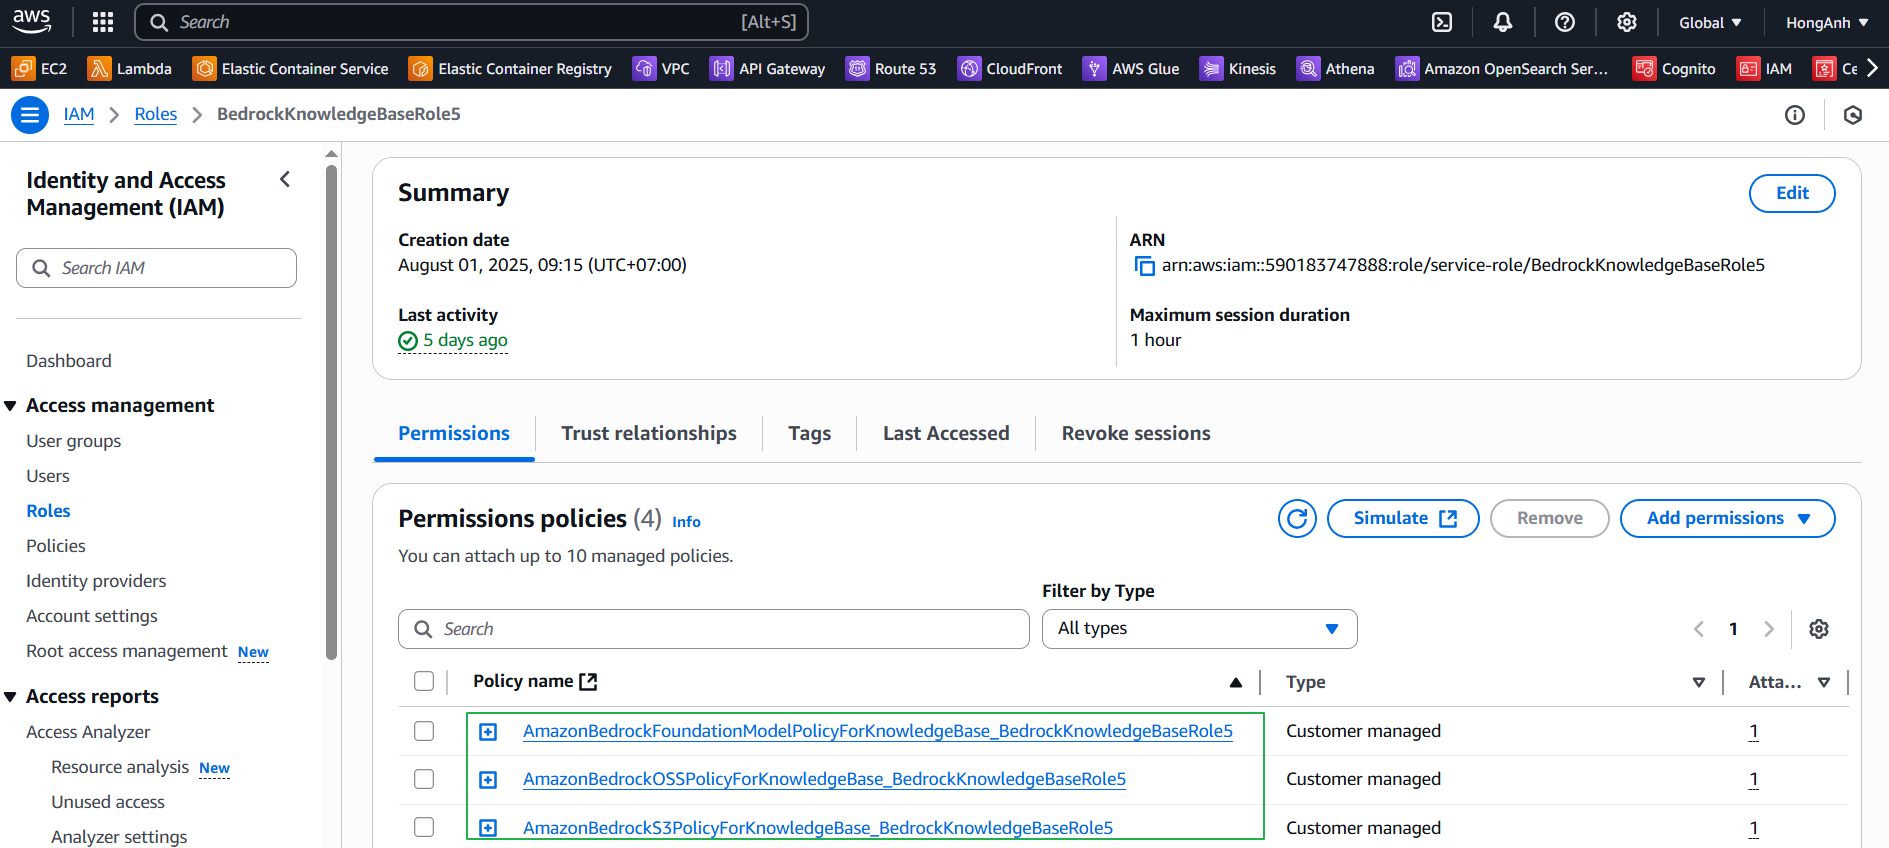 aws
Search [Alt+S] Global HongAnh
EC2 Lambda Elastic Container Service Elastic Container Registry VPC API Gateway Route 53 CloudFront AWS Glue Kinesis Athena Amazon OpenSearch Ser... Cognito IAM Ce
IAM Roles BedrockKnowledgeBaseRole5
Identity and Access
Management (IAM)
Search IAM
Dashboard
Access management
User groups
Users
Roles
Policies
Identity providers
Account settings
Root access management New
Access reports
Access Analyzer
Resource analysis New
Unused access
Analyzer settings
Summary
Edit
Creation date
August 01, 2025, 09:15 (UTC+07:00)
Last activity
5 days ago
ARN
arn:aws:iam::590183747888:role/service-role/BedrockKnowledgeBaseRole5
Maximum session duration
1 hour
Permissions Trust relationships Tags Last Accessed Revoke sessions
Permissions policies (4) Info
Simulate Remove Add permissions
You can attach up to 10 managed policies.
Filter by Type
Search All types 1
Policy name Type Atta...
AmazonBedrockFoundationModelPolicyForKnowledgeBase_BedrockKnowledgeBaseRole5 Customer managed 1
AmazonBedrockOSSPolicyForKnowledgeBase_BedrockKnowledgeBaseRole5 Customer managed 1
AmazonBedrockS3PolicyForKnowledgeBase_BedrockKnowledgeBaseRole5 Customer managed 1